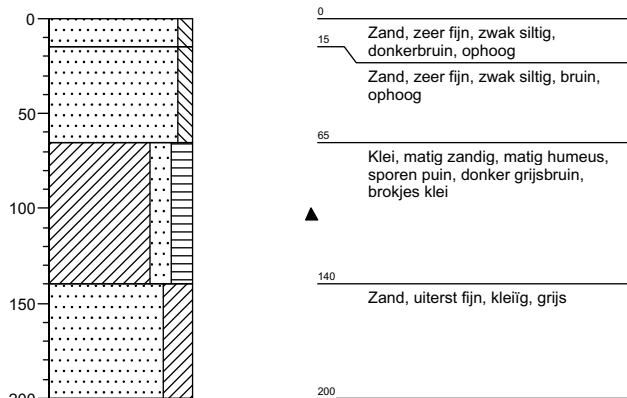 0
50
100
150
200
0
Zand, zeer fijn, zwak siltig,
donkerbruin, ophoog
15
Zand, zeer fijn, zwak siltig, bruin,
ophoog
65
Klei, matig zandig, matig humeus,
sporen puin, donker grijsbruin,
brokjes klei
140
Zand, uiterst fijn, kleiïg, grijs
200